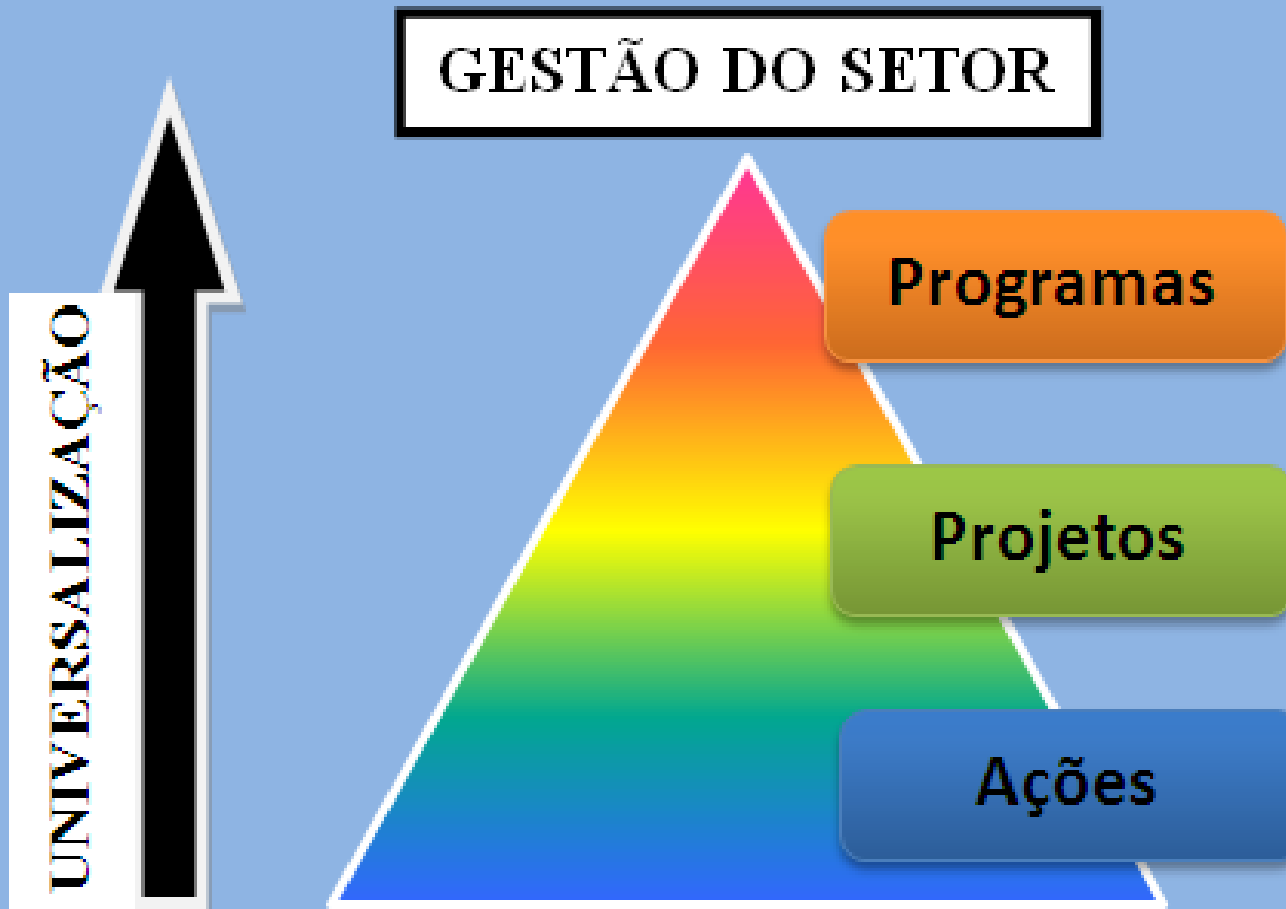 GESTÃO DO SETOR
UNIVERSALIZAÇÃO
Programas
Projetos
Ações